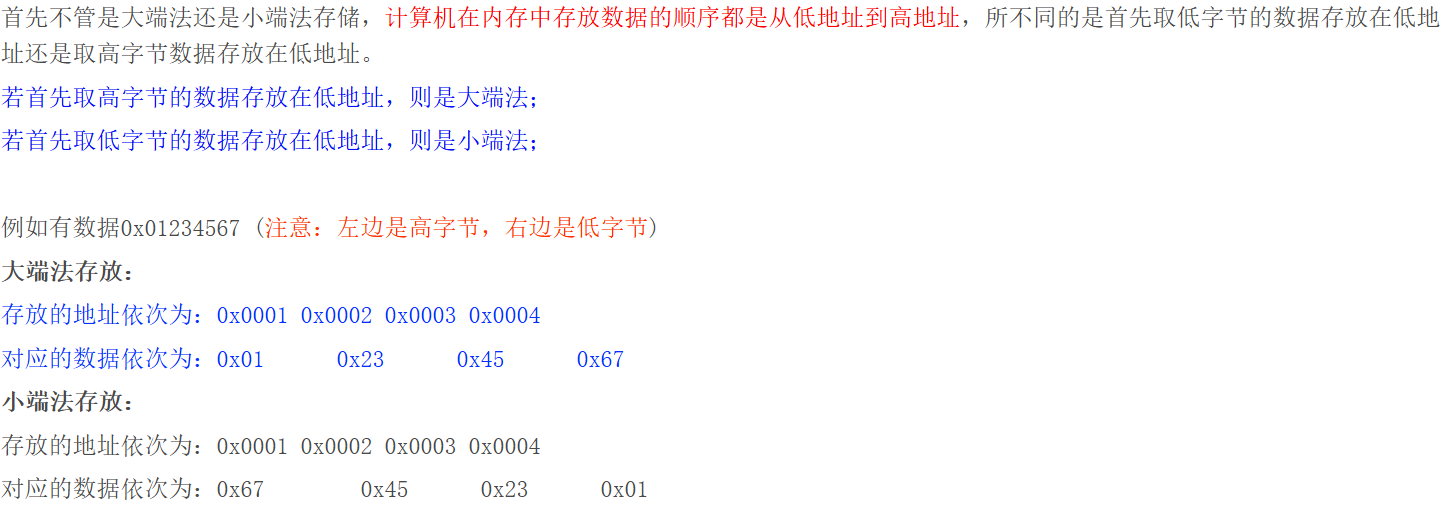 首先不管是大端法还是小端法存储，计算机在内存中存放数据的顺序都是从低地址到高地址，所不同的是首先取低字节的数据存放在低地
址还是取高字节数据存放在低地址。
若首先取高字节的数据存放在低地址，则是大端法；
若首先取低字节的数据存放在低地址，则是小端法；
例如有数据0x01234567 (注意：左边是高字节，右边是低字节)
大端法存放：
存放的地址依次为：0x0001 0x0002 0x0003 0x0004
对应的数据依次为：0x01 0x23 0x45 0x67
小端法存放：
存放的地址依次为：0x0001 0x0002 0x0003 0x0004
对应的数据依次为：0x67 0x45 0x23 0x01